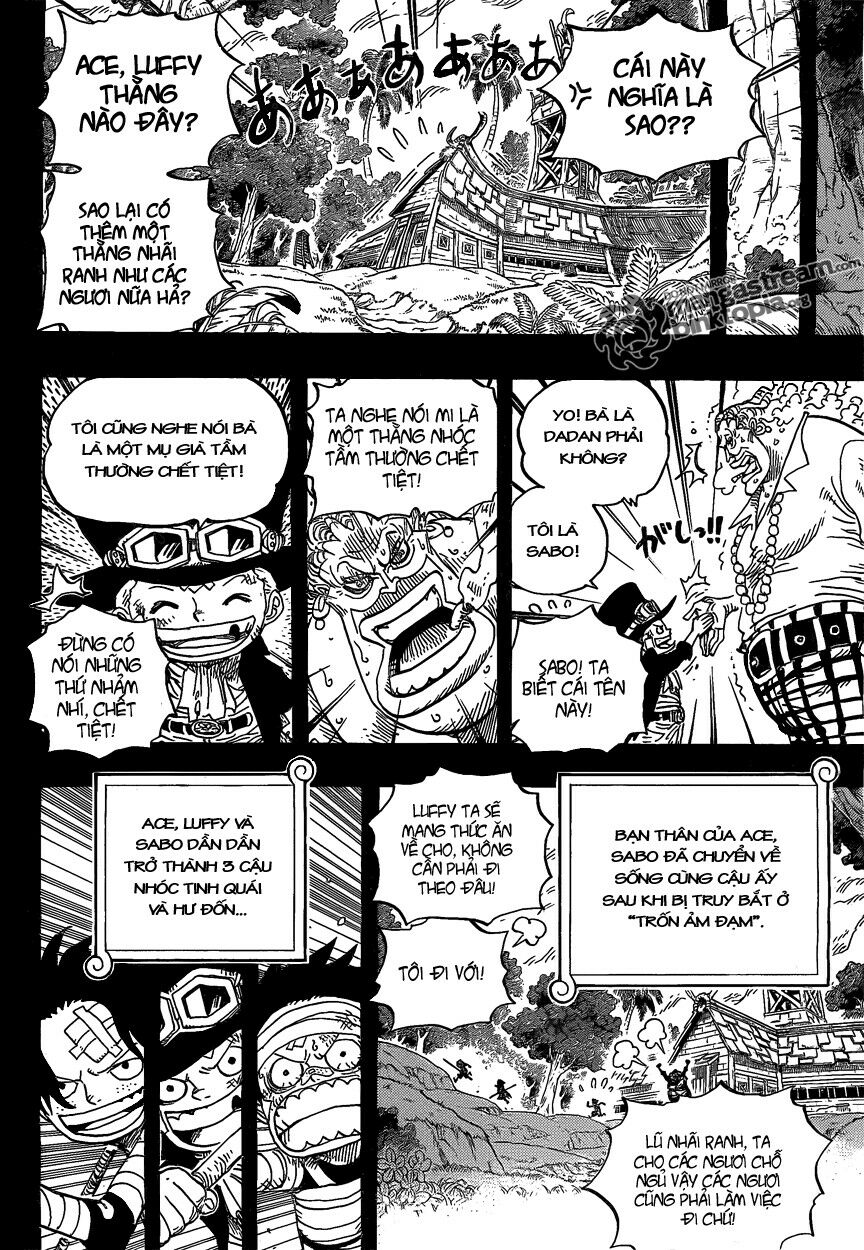 CÁI NÀY
NGHĨA LÀ
SAO??
あああああああ
ACE, LUFFY
THẰNG
NÀO ĐÂY?
SAO LẠI CÓ
THÊM MỘT
THẰNG NHÃI
RANH NHƯ CÁC
NGƯƠI NỮA HẢ?
mangastream.com
binktopia.org
YO! BÀ LÀ
DADAN PHẢI
KHÔNG?
TÔI LÀ
SABO!
がしっ!!
SABO! TA
BIẾT CÁI TÊN
NÀY!
TA NGHE NÓI MI LÀ
MỘT THẰNG NHÓC
TẦM THƯỜNG CHẾT
TIỆT!
TÔI CŨNG NGHE NÓI BÀ
LÀ MỘT MỤ GIÀ TẦM
THƯỜNG CHẾT TIỆT!
ĐỪNG CÓ
NÓI NHỮNG
THỨ NHẢM
NHÍ, CHẾT
TIỆT!
BẠN THÂN CỦA ACE,
SABO ĐÃ CHUYỂN VỀ
SỐNG CÙNG CẬU ẤY
SAU KHI BỊ TRUY BẮT Ở
“TRỐN ẢM ĐẠM”.
LUFFY TA SẼ
MANG THỨC ĂN
VỀ CHO, KHÔNG
CẦN PHẢI ĐI
THEO ĐÂU!
TÔI ĐI VỚI!
LŨ NHÃI RANH, TA
CHO CÁC NGƯƠI CHỖ
NGỦ VẬY CÁC NGƯƠI
CŨNG PHẢI LÀM VIỆC
ĐI CHỨ!
ACE, LUFFY VÀ
SABO DẦN DẦN
TRỞ THÀNH 3 CẬU
NHÓC TINH QUÁI
VÀ HƯ ĐỐN...